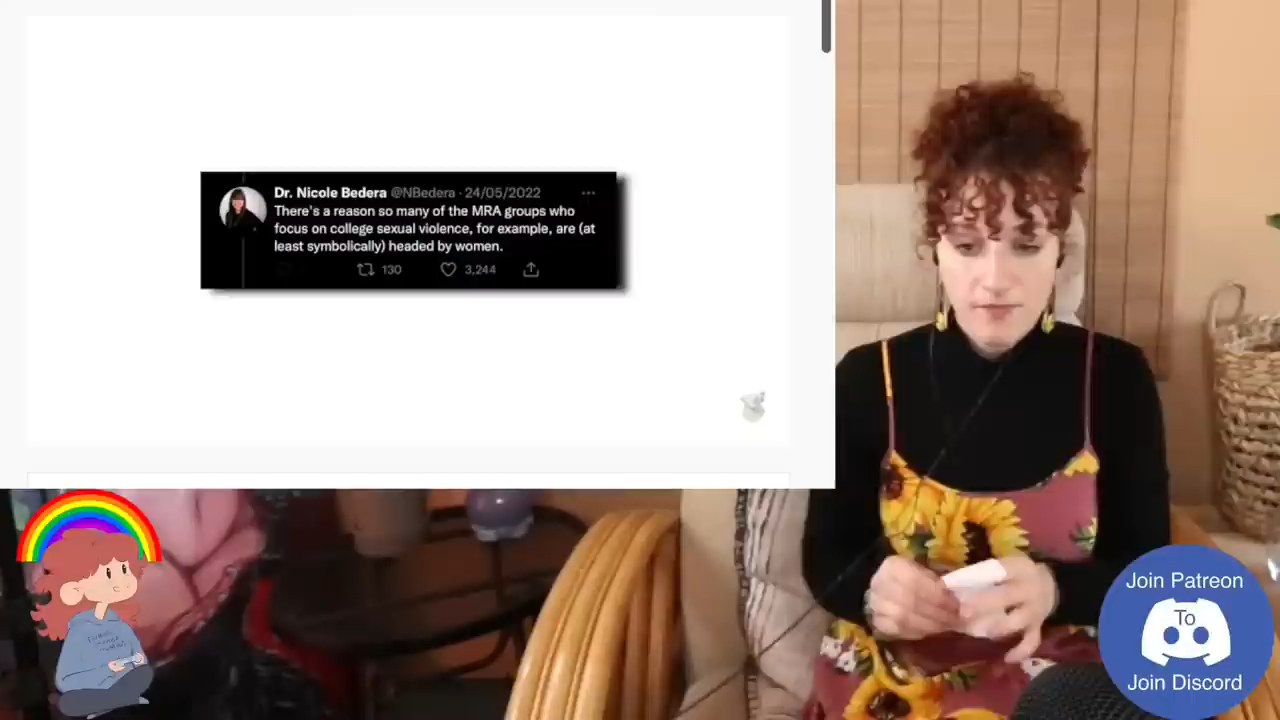 Dr. Nicole Bedera @NBedera · 24/05/2022
There's a reason so many of the MRA groups who
focus on college sexual violence, for example, are (at
least symbolically) headed by women.
130 3,244
Join Patreon
To
Join Discord